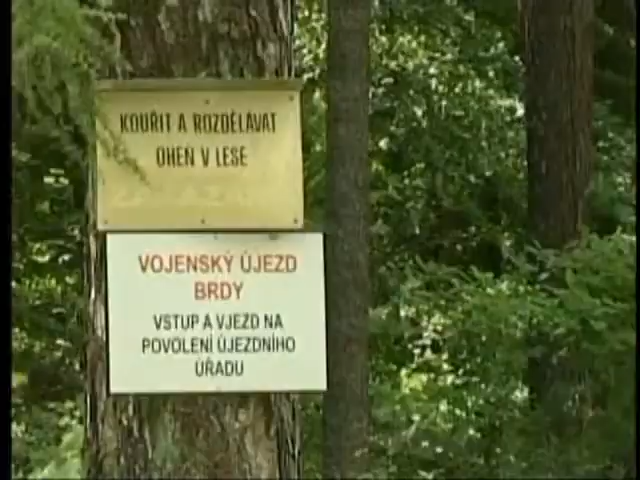 KOUŘIT A ROZDĚLÁVAT
OHEŇ V LESE
VOJENSKÝ ÚJEZD
BRDY
VSTUP A VJEZD NA
POVOLENÍ ÚJEZDNÍHO
ÚŘADU